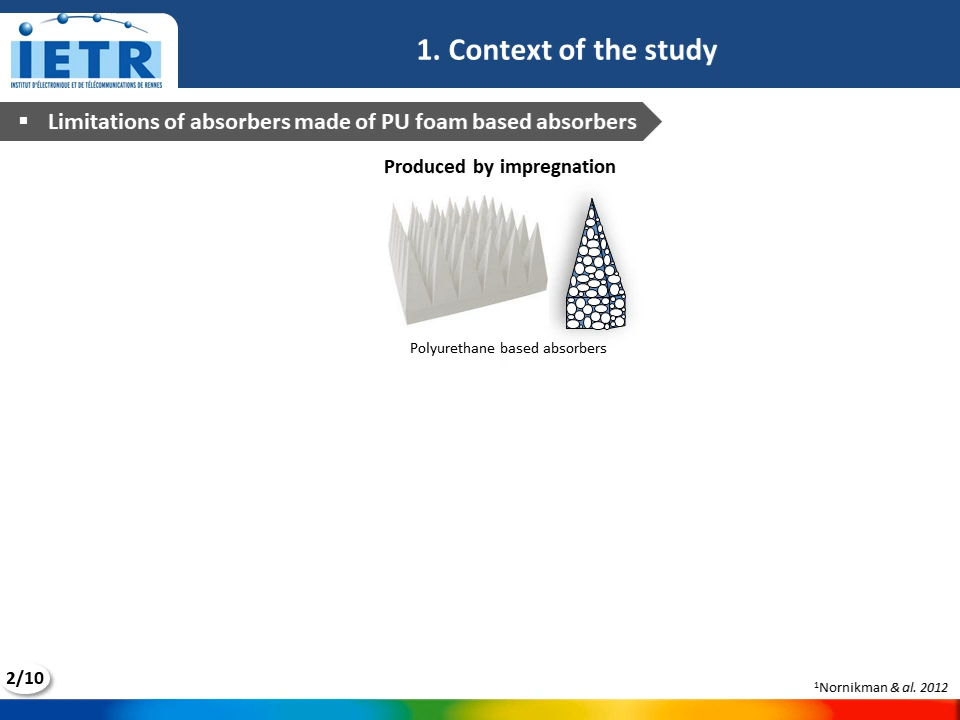 iETR
INSTITUT D'ÉLECTRONIQUE ET DE TÉLÉCOMMUNICATIONS DE RENNES
1. Context of the study
▪ Limitations of absorbers made of PU foam based absorbers
Produced by impregnation
Polyurethane based absorbers
2/10
¹Nornikman & al. 2012